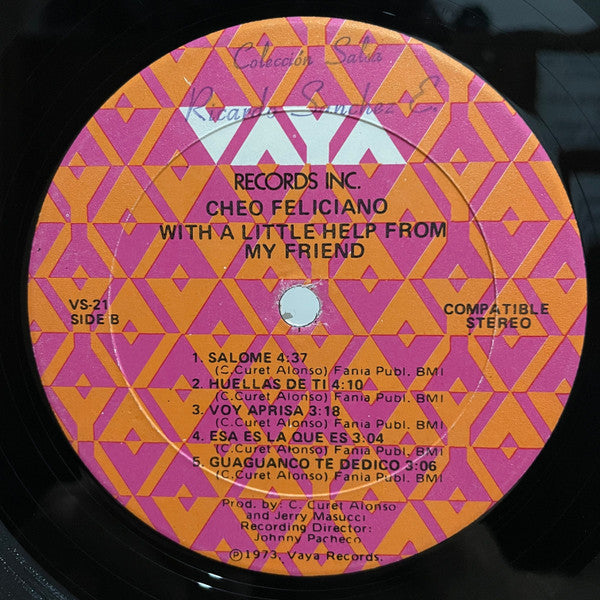 Colección Salsa
Ricardo Sanchez E.
VAYA
RECORDS INC.
CHEO FELICIANO
WITH A LITTLE HELP FROM
MY FRIEND
VS-21
SIDE B
COMPATIBLE
STEREO
1. SALOME 4:37
(C.Curet Alonso) Fania Publ. BMI
2. HUELLAS DE TI 4:10
(C.Curet Alonso) Fania Publ. BMI
3. VOY APRISA 3:18
(C.Curet Alonso) Fania Publ. BMI
4. ESA ES LA QUE ES 3:04
(C.Curet Alonso) Fania Publ. BMI
5. GUAGUANCO TE DEDICO 3:06
(C.Curet Alonso) Fania Publ. BMI
Prod. by: C. Curet Alonso
and Jerry Masucci
Recording Director:
Johnny Pacheco
℗1973, Vaya Records.